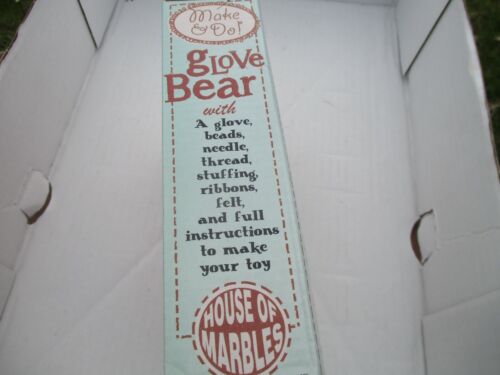 Make
& Do!
gLOVe
Bear
with
A glove,
beads,
needle,
thread,
stuffing,
ribbons,
felt,
and full
instructions
to make
your toy
HOUSE OF
MARBLES